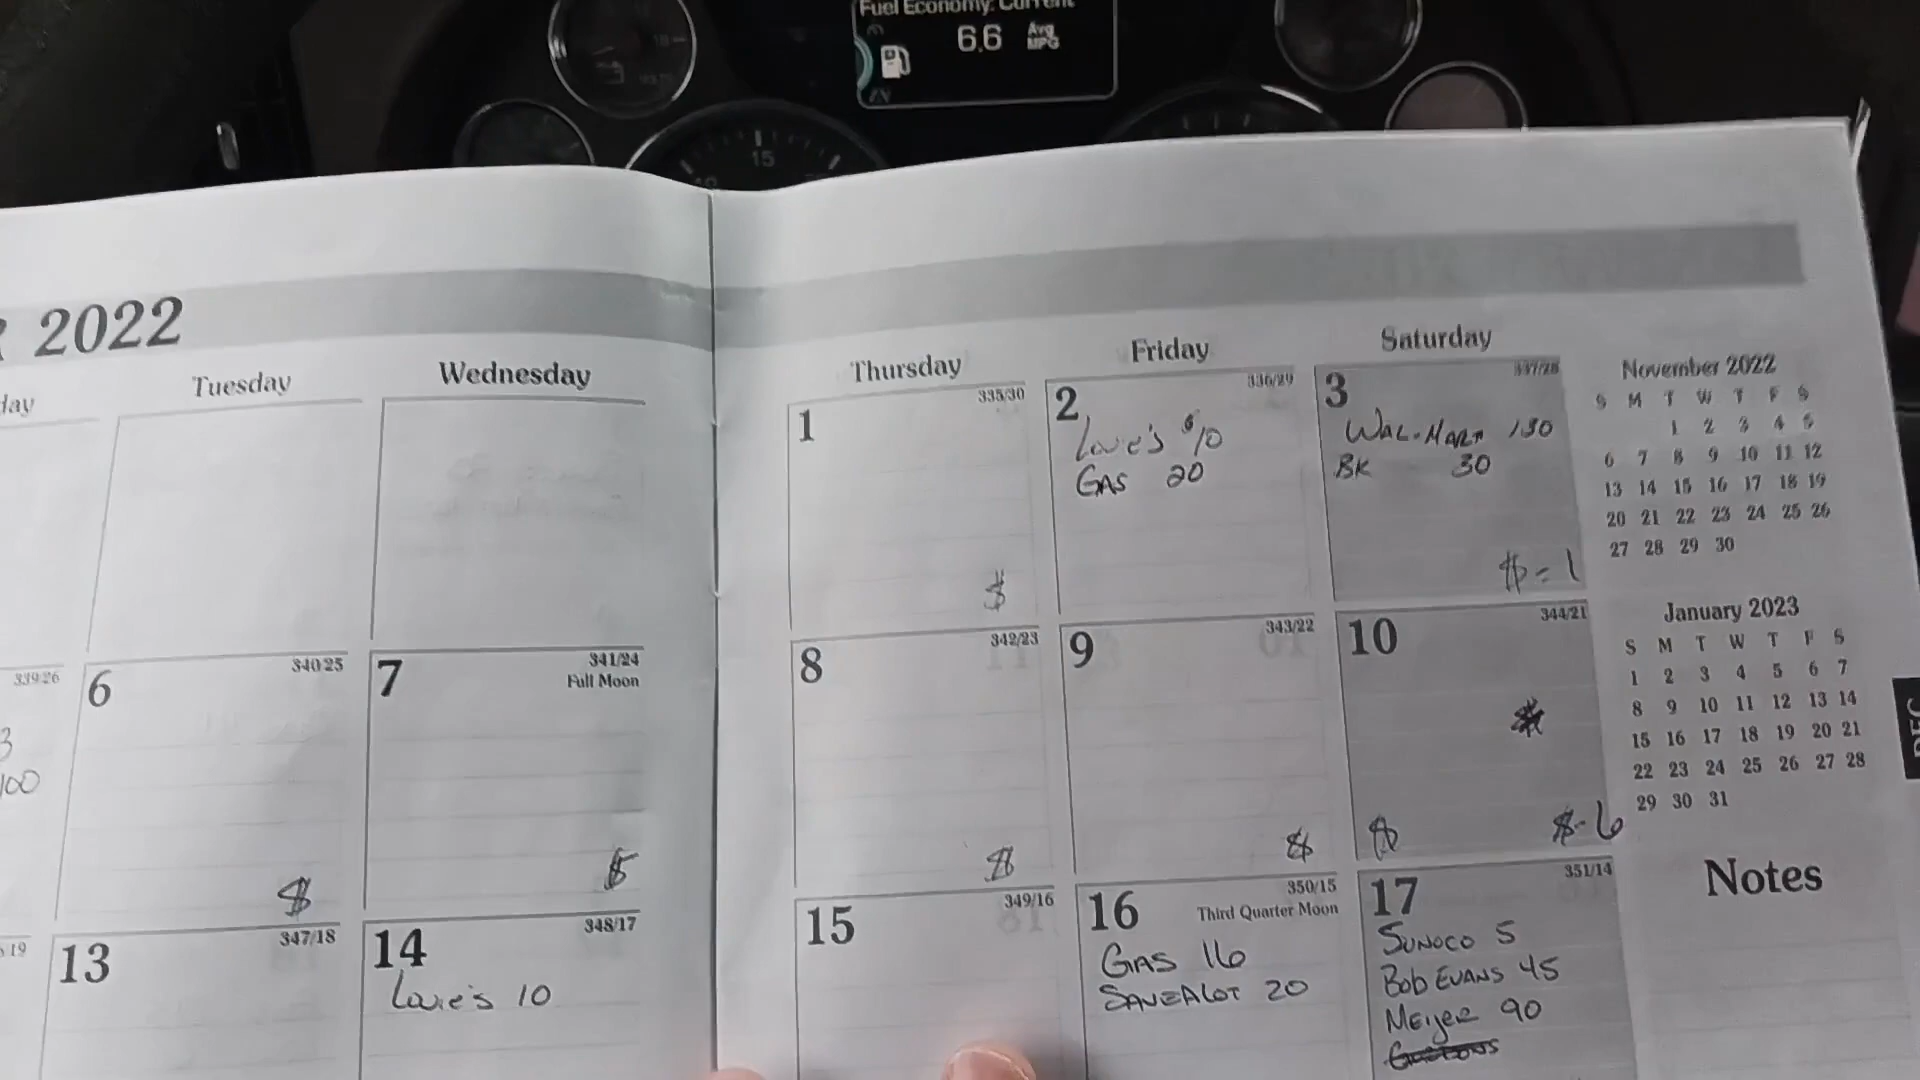 Fuel Economy: Current
6.6 Avg MPG
15
2022
Tuesday
Wednesday
Thursday
Friday
Saturday
1
335/30
$
2
336/29
$10
GAS 20
3
337/28
WAL-MART 130
BK 30
$ = 1
339/26
3
100
6
340/25
$
7
341/24
Full Moon
$
8
342/23
$
9
343/22
$
10
344/21
$
$-6
13
347/18
14
348/17
10
15
349/16
16
350/15
Third Quarter Moon
GAS 16
SAVEALOT 20
17
351/14
SUNOCO 5
Bob EVANS 45
MEIJER 90
November 2022
S M T W T F S
1 2 3 4 5
6 7 8 9 10 11 12
13 14 15 16 17 18 19
20 21 22 23 24 25 26
27 28 29 30
January 2023
S M T W T F S
1 2 3 4 5 6 7
8 9 10 11 12 13 14
15 16 17 18 19 20 21
22 23 24 25 26 27 28
29 30 31
Notes
DEC